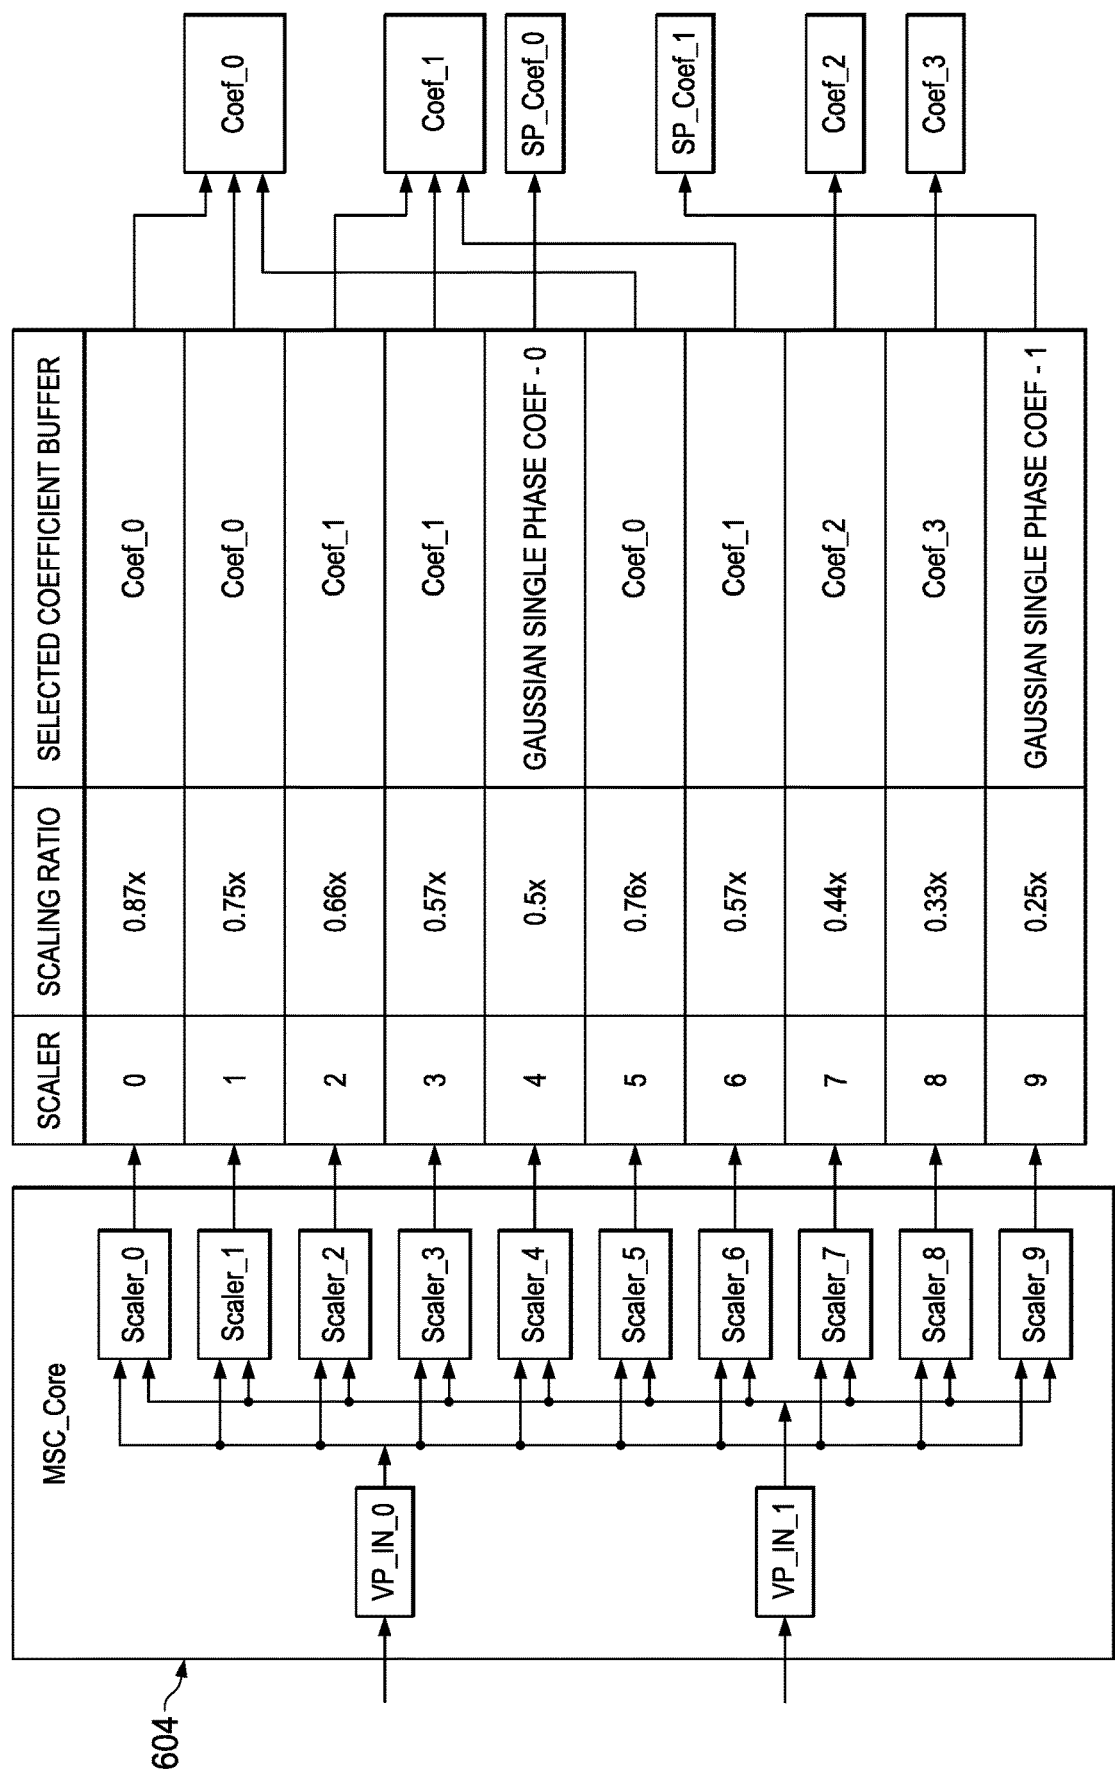 604
MSC_Core
VP_IN_0
VP_IN_1
Scaler_0
Scaler_1
Scaler_2
Scaler_3
Scaler_4
Scaler_5
Scaler_6
Scaler_7
Scaler_8
Scaler_9
SCALER SCALING RATIO SELECTED COEFFICIENT BUFFER
0 0.87x Coef_0
1 0.75x Coef_0
2 0.66x Coef_1
3 0.57x Coef_1
4 0.5x GAUSSIAN SINGLE PHASE COEF - 0
5 0.76x Coef_0
6 0.57x Coef_1
7 0.44x Coef_2
8 0.33x Coef_3
9 0.25x GAUSSIAN SINGLE PHASE COEF - 1
Coef_0
Coef_1
SP_Coef_0
SP_Coef_1
Coef_2
Coef_3